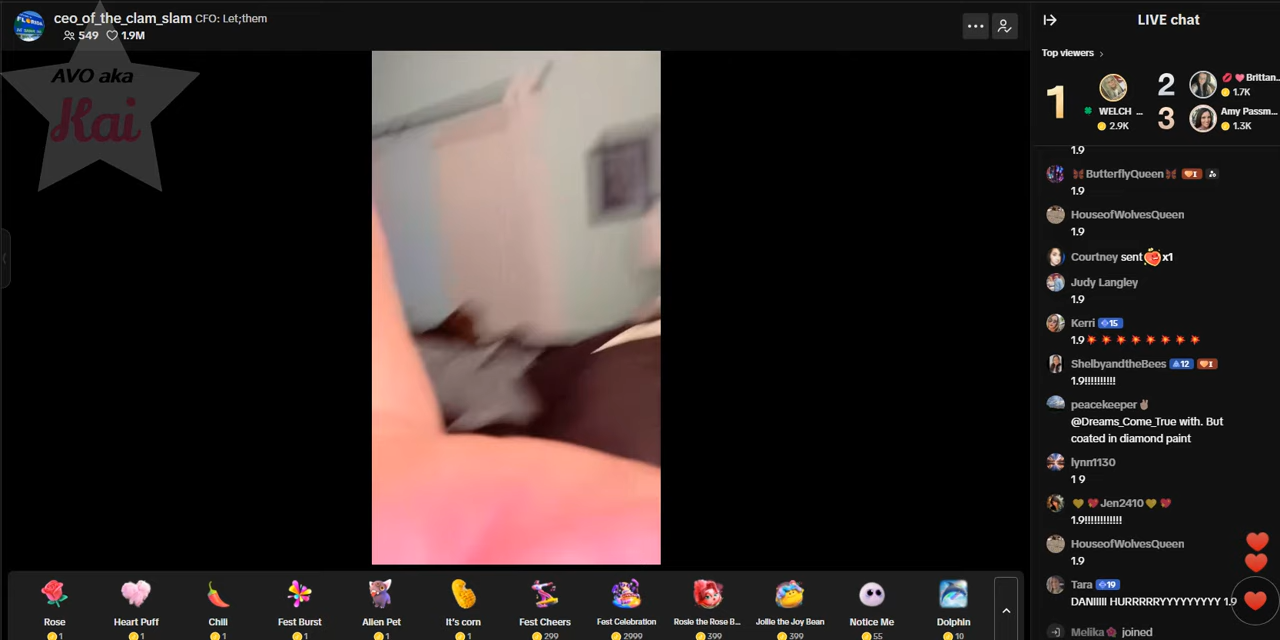 ceo_of_the_clam_slam CFO: Let;them
549 1.9M
AVO aka
Kai
LIVE chat
Top viewers
1
WELCH ...
2.9K
2
Brittan...
1.7K
3
Amy Passm...
1.3K
1.9
ButterflyQueen 1
1.9
HouseofWolvesQueen
1.9
Courtney sent x1
Judy Langley
1.9
Kerri 15
1.9
ShelbyandtheBees 12 1
1.9!!!!!!!!!!
peacekeeper
@Dreams_Come_True with. But
coated in diamond paint
lynn1130
1 9
Jen2410
1.9!!!!!!!!!!!!
HouseofWolvesQueen
1.9
Tara 19
DANIIIII HURRRRRYYYYYYYYY 1.9
Melika joined
Rose
1
Heart Puff
1
Chili
1
Fest Burst
1
Alien Pet
1
It's corn
1
Fest Cheers
299
Fest Celebration
2999
Rosie the Rose B...
399
Jollie the Joy Bean
399
Notice Me
55
Dolphin
10